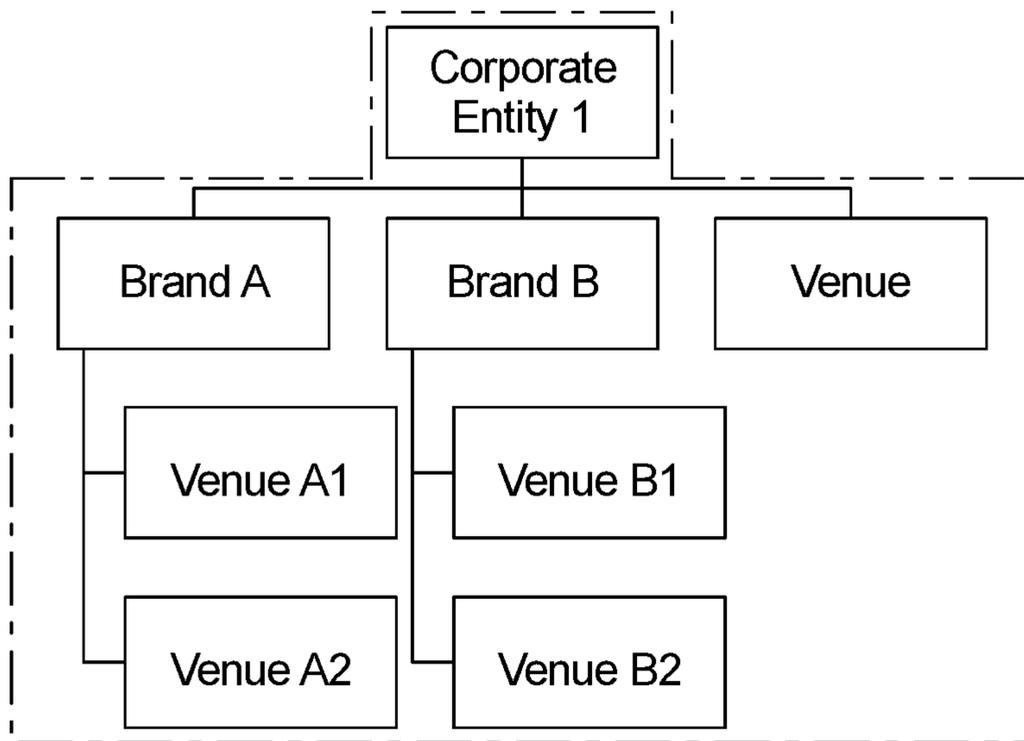 Corporate
Entity 1
Brand A
Brand B
Venue
Venue A1
Venue B1
Venue A2
Venue B2